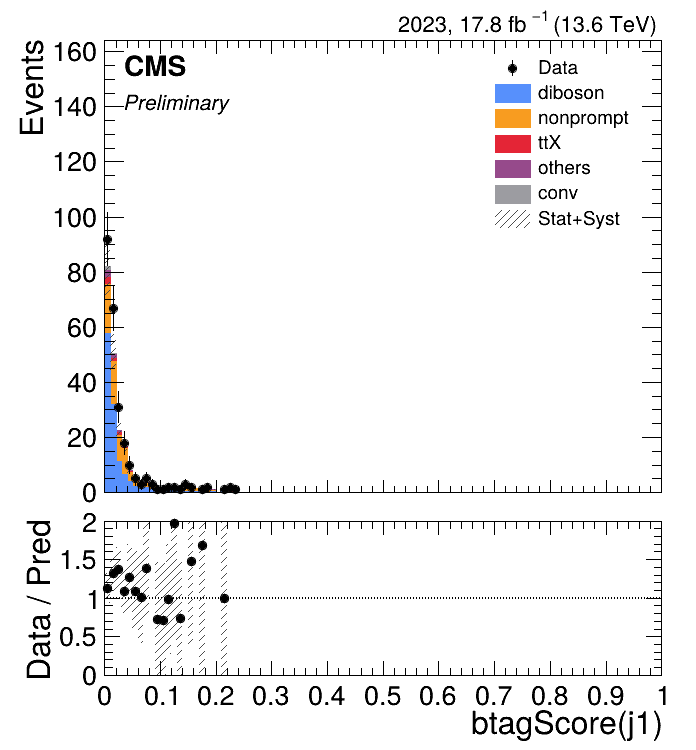 2023, 17.8 fb⁻¹ (13.6 TeV)
Events
160
140
120
100
80
60
40
20
0
CMS
Preliminary
Data
diboson
nonprompt
ttX
others
conv
Stat+Syst
Data / Pred
2
1.5
1
0.5
0
0 0.1 0.2 0.3 0.4 0.5 0.6 0.7 0.8 0.9 1
btagScore(j1)